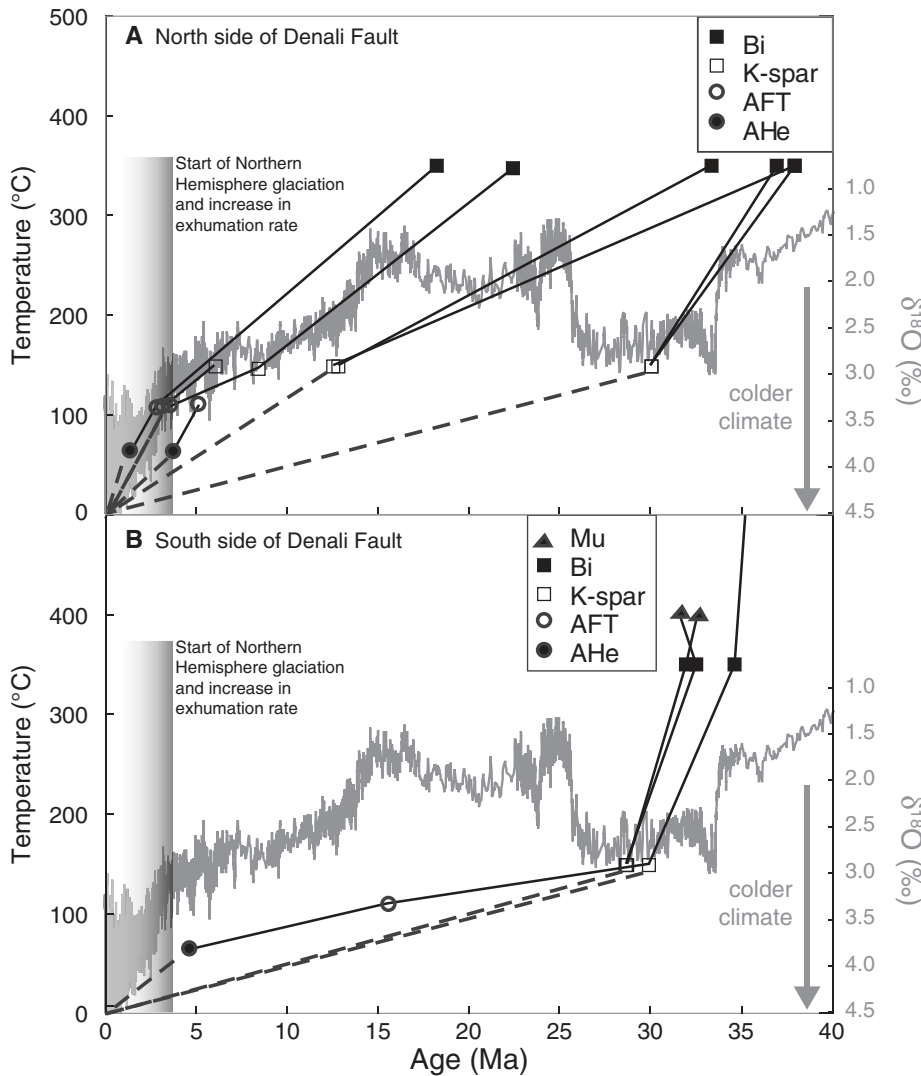 500
A North side of Denali Fault
Bi
K-spar
AFT
AHe
400
Start of Northern
Hemisphere glaciation
and increase in
exhumation rate
300
200
100
0
Temperature (°C)
1.0
1.5
2.0
2.5
3.0
3.5
4.0
4.5
δ18O (‰)
colder
climate
B South side of Denali Fault
Mu
Bi
K-spar
AFT
AHe
400
Start of Northern
Hemisphere glaciation
and increase in
exhumation rate
300
200
100
0
Temperature (°C)
1.0
1.5
2.0
2.5
3.0
3.5
4.0
4.5
δ18O (‰)
colder
climate
0 5 10 15 20 25 30 35 40
Age (Ma)